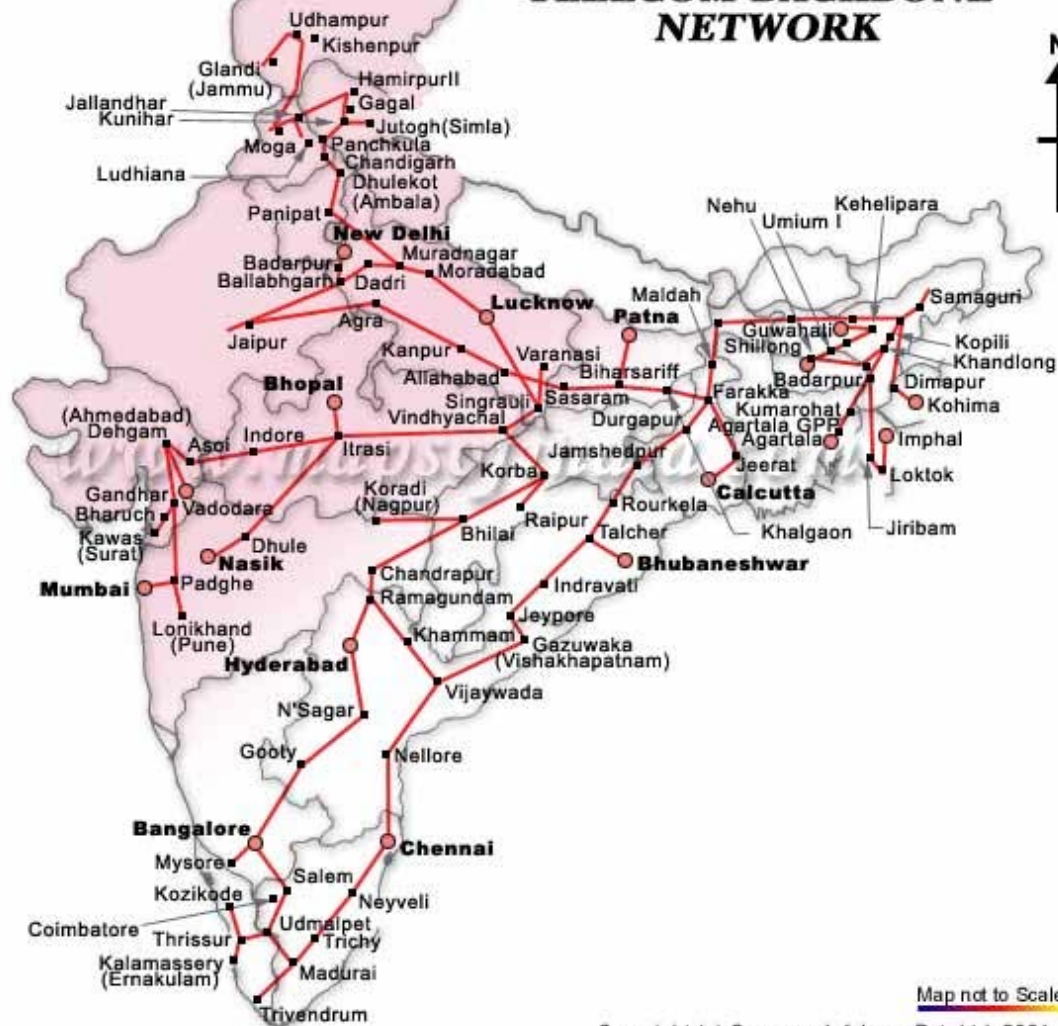 NETWORK
N
Udhampur
Kishenpur
Glandi
(Jammu)
HamirpurII
Jallandhar
Gagal
Kunihar
Jutogh(Simla)
Moga
Panchkula
Chandigarh
Ludhiana
Dhulekot
(Ambala)
Panipat
New Delhi
Badarpur
Muradnagar
Ballabhgarh
Dadri
Moradabad
Nehu
Umium I
Kehelipara
Maldah
Samaguri
Lucknow
Patna
Agra
Jaipur
Guwahali
Shillong
Kopili
Khandlong
Kanpur
Varanasi
Allahabad
Biharsariff
Badarpur
Dimapur
Bhopal
Singrauli
Sasaram
Farakka
Kohima
(Ahmedabad)
Dehgam
Vindhyachal
Durgapur
Kumarohat
Agartala GPP
Asoi
Indore
Itrasi
Agartala
Imphal
www.mapsofindia.com
Jamshedpur
Jeerat
Loktok
Korba
Gandhar
Vadodara
Koradi
(Nagpur)
Calcutta
Bharuch
Raipur
Rourkela
Kawas
(Surat)
Bhilai
Talcher
Khalgaon
Jiribam
Dhule
Nasik
Bhubaneshwar
Mumbai
Padghe
Chandrapur
Indravati
Ramagundam
Lonikhand
(Pune)
Jeypore
Khammam
Gazuwaka
(Vishakhapatnam)
Hyderabad
Vijaywada
N'Sagar
Gooty
Nellore
Bangalore
Chennai
Mysore
Salem
Kozikode
Neyveli
Coimbatore
Udmalpet
Thrissur
Trichy
Kalamassery
(Ernakulam)
Madurai
Trivendrum
Map not to Scale